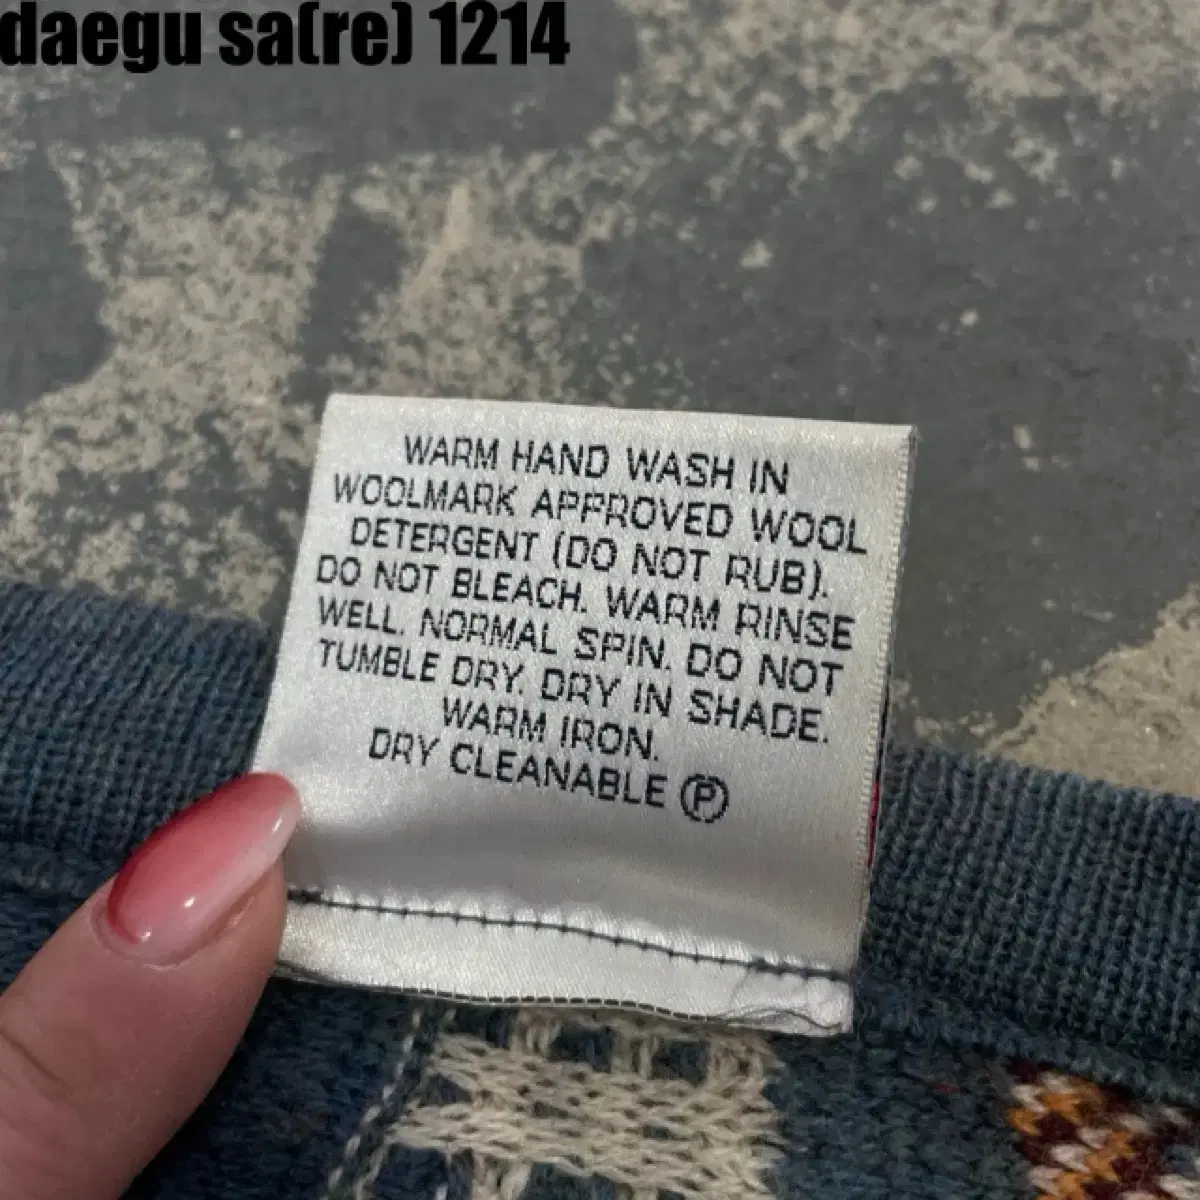 daegu sa(re) 1214
WARM HAND WASH IN
WOOLMARK APPROVED WOOL
DETERGENT (DO NOT RUB).
DO NOT BLEACH. WARM RINSE
WELL. NORMAL SPIN. DO NOT
TUMBLE DRY. DRY IN SHADE.
WARM IRON.
DRY CLEANABLE Ⓟ